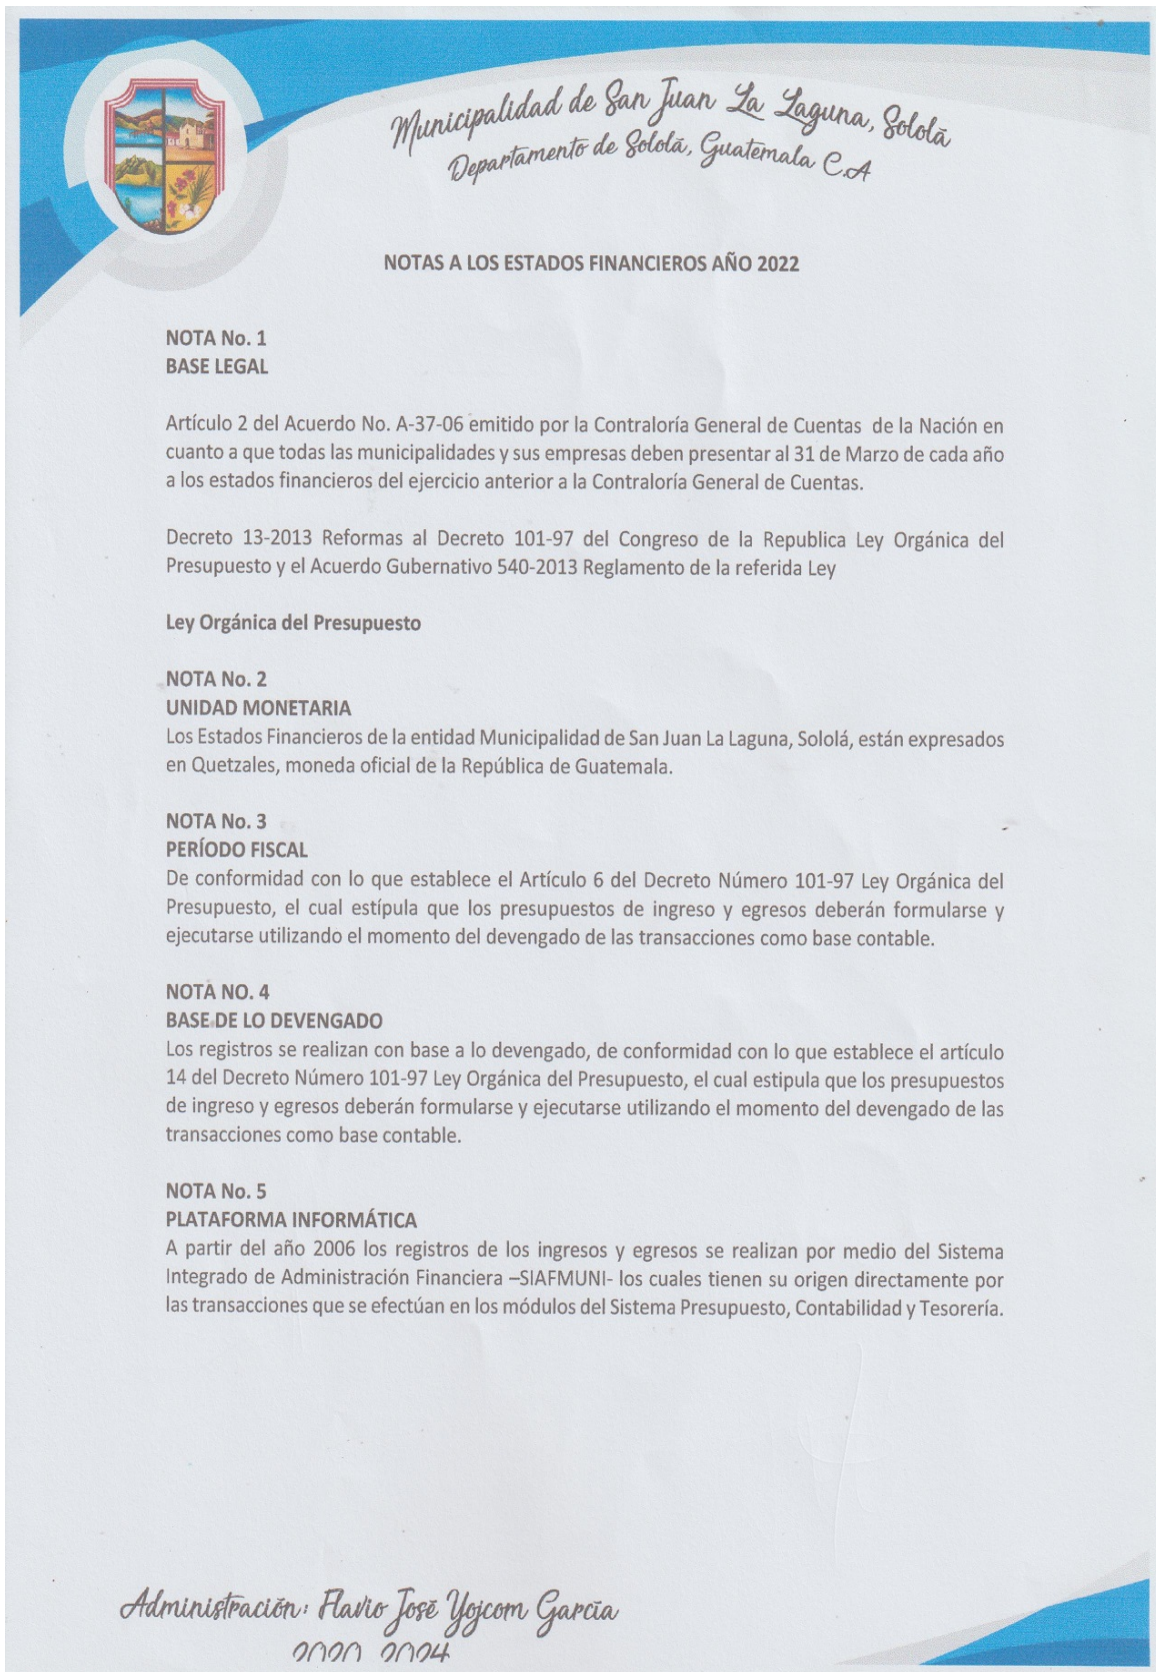 Municipalidad de San Juan La Laguna, Sololá
Departamento de Sololá, Guatemala C.A
NOTAS A LOS ESTADOS FINANCIEROS AÑO 2022
NOTA No. 1
BASE LEGAL
Artículo 2 del Acuerdo No. A-37-06 emitido por la Contraloría General de Cuentas de la Nación en
cuanto a que todas las municipalidades y sus empresas deben presentar al 31 de Marzo de cada año
a los estados financieros del ejercicio anterior a la Contraloría General de Cuentas.
Decreto 13-2013 Reformas al Decreto 101-97 del Congreso de la Republica Ley Orgánica del
Presupuesto y el Acuerdo Gubernativo 540-2013 Reglamento de la referida Ley
Ley Orgánica del Presupuesto
NOTA No. 2
UNIDAD MONETARIA
Los Estados Financieros de la entidad Municipalidad de San Juan La Laguna, Sololá, están expresados
en Quetzales, moneda oficial de la República de Guatemala.
NOTA No. 3
PERÍODO FISCAL
De conformidad con lo que establece el Artículo 6 del Decreto Número 101-97 Ley Orgánica del
Presupuesto, el cual estípula que los presupuestos de ingreso y egresos deberán formularse y
ejecutarse utilizando el momento del devengado de las transacciones como base contable.
NOTA NO. 4
BASE DE LO DEVENGADO
Los registros se realizan con base a lo devengado, de conformidad con lo que establece el artículo
14 del Decreto Número 101-97 Ley Orgánica del Presupuesto, el cual estipula que los presupuestos
de ingreso y egresos deberán formularse y ejecutarse utilizando el momento del devengado de las
transacciones como base contable.
NOTA No. 5
PLATAFORMA INFORMÁTICA
A partir del año 2006 los registros de los ingresos y egresos se realizan por medio del Sistema
Integrado de Administración Financiera –SIAFMUNI- los cuales tienen su origen directamente por
las transacciones que se efectúan en los módulos del Sistema Presupuesto, Contabilidad y Tesorería.
Administración: Flavio José Yojcom García
2020 2024